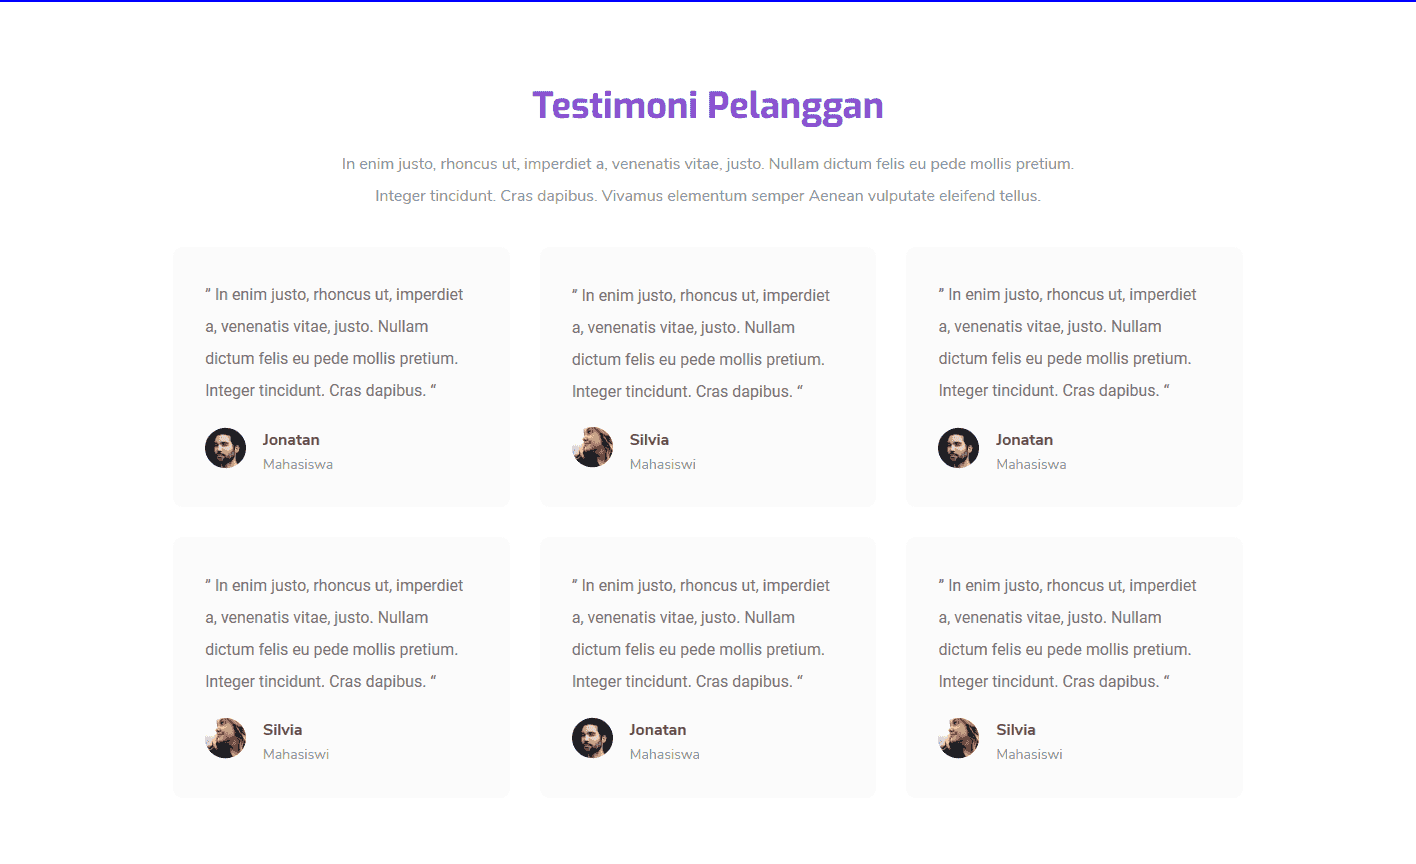 Testimoni Pelanggan
In enim justo, rhoncus ut, imperdiet a, venenatis vitae, justo. Nullam dictum felis eu pede mollis pretium.
Integer tincidunt. Cras dapibus. Vivamus elementum semper Aenean vulputate eleifend tellus.
” In enim justo, rhoncus ut, imperdiet
a, venenatis vitae, justo. Nullam
dictum felis eu pede mollis pretium.
Integer tincidunt. Cras dapibus. “
Jonatan
Mahasiswa
” In enim justo, rhoncus ut, imperdiet
a, venenatis vitae, justo. Nullam
dictum felis eu pede mollis pretium.
Integer tincidunt. Cras dapibus. “
Silvia
Mahasiswi
” In enim justo, rhoncus ut, imperdiet
a, venenatis vitae, justo. Nullam
dictum felis eu pede mollis pretium.
Integer tincidunt. Cras dapibus. “
Jonatan
Mahasiswa
” In enim justo, rhoncus ut, imperdiet
a, venenatis vitae, justo. Nullam
dictum felis eu pede mollis pretium.
Integer tincidunt. Cras dapibus. “
Silvia
Mahasiswi
” In enim justo, rhoncus ut, imperdiet
a, venenatis vitae, justo. Nullam
dictum felis eu pede mollis pretium.
Integer tincidunt. Cras dapibus. “
Jonatan
Mahasiswa
” In enim justo, rhoncus ut, imperdiet
a, venenatis vitae, justo. Nullam
dictum felis eu pede mollis pretium.
Integer tincidunt. Cras dapibus. “
Silvia
Mahasiswi